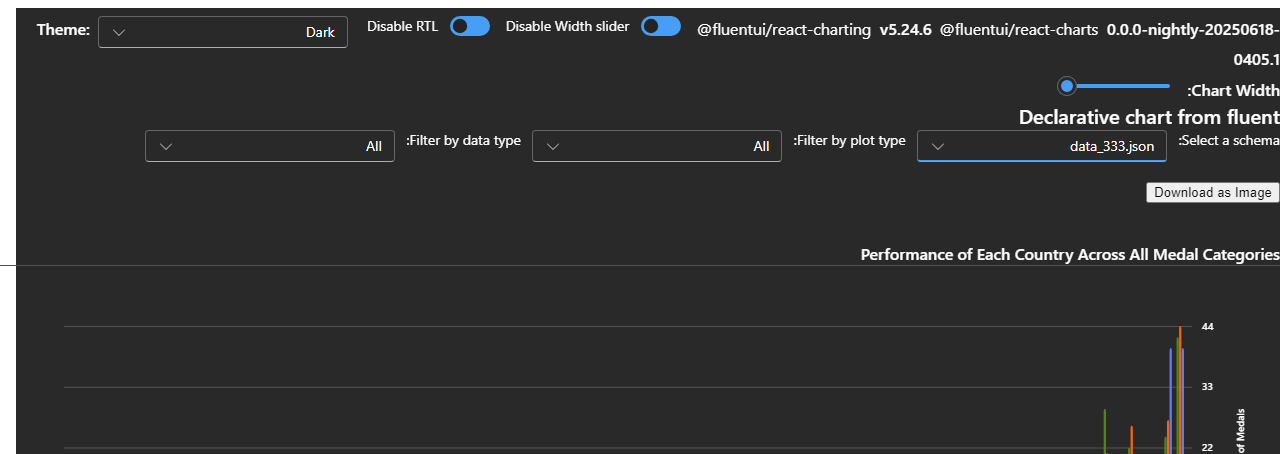 Theme: Dark Disable RTL Disable Width slider @fluentui/react-charting v5.24.6 @fluentui/react-charts 0.0.0-nightly-20250618-
0405.1
:Chart Width
Declarative chart from fluent
All :Filter by data type All :Filter by plot type data_333.json :Select a schema
Download as Image
Performance of Each Country Across All Medal Categories
44
33
22
of Medals